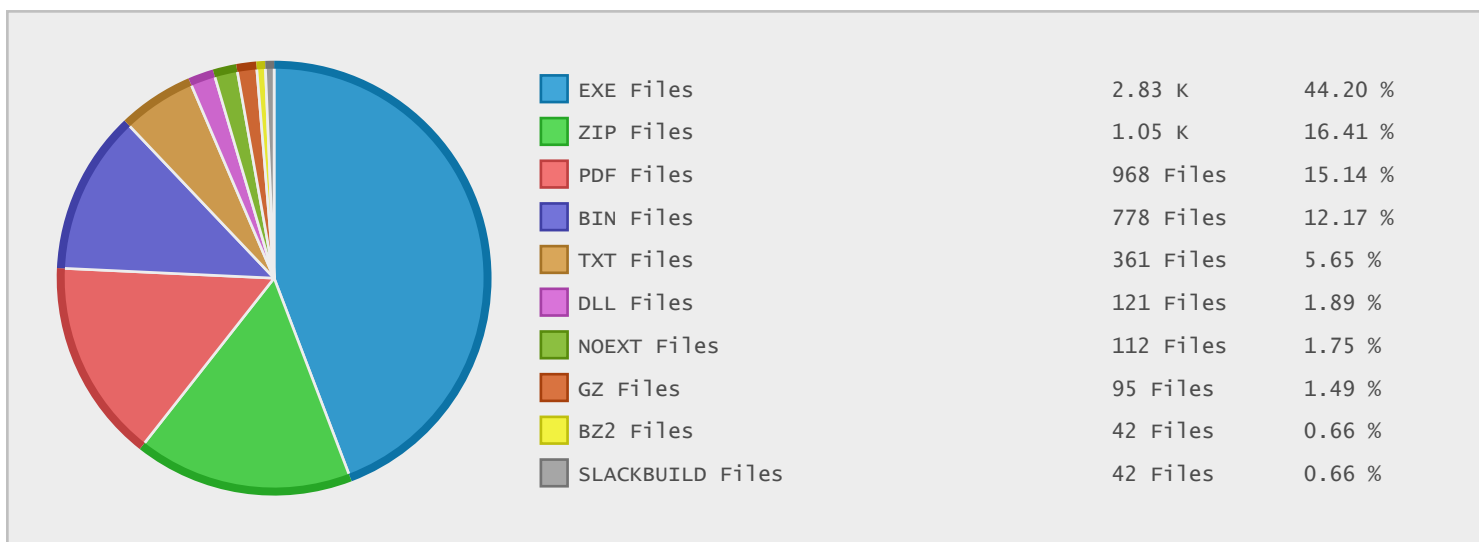 EXE Files 2.83 K 44.20 %
ZIP Files 1.05 K 16.41 %
PDF Files 968 Files 15.14 %
BIN Files 778 Files 12.17 %
TXT Files 361 Files 5.65 %
DLL Files 121 Files 1.89 %
NOEXT Files 112 Files 1.75 %
GZ Files 95 Files 1.49 %
BZ2 Files 42 Files 0.66 %
SLACKBUILD Files 42 Files 0.66 %